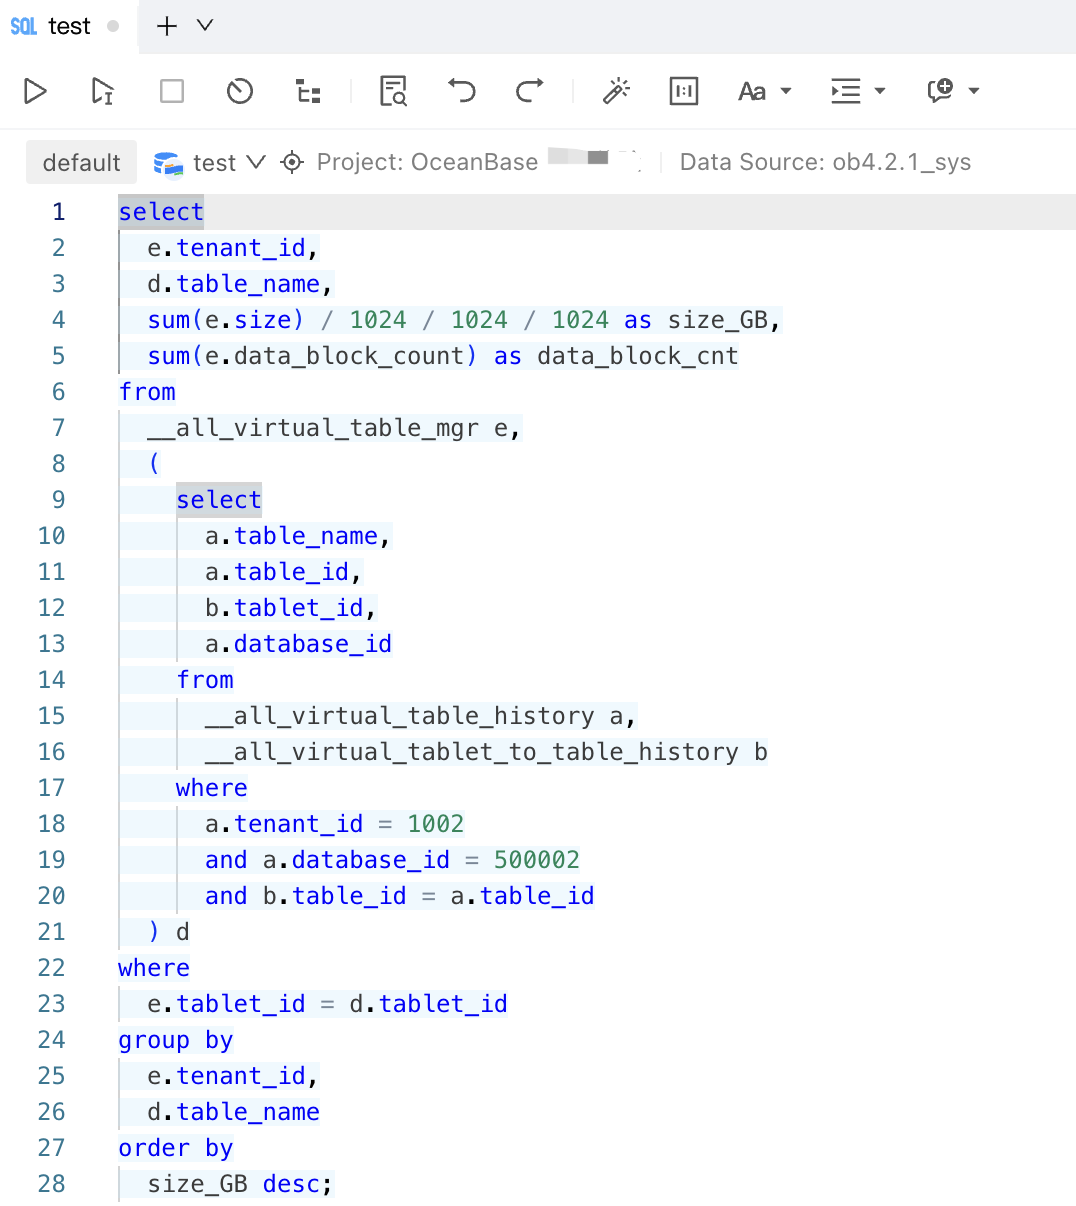 SQL test
default test Project: OceanBase Data Source: ob4.2.1_sys
1 select
2 e.tenant_id,
3 d.table_name,
4 sum(e.size) / 1024 / 1024 / 1024 as size_GB,
5 sum(e.data_block_count) as data_block_cnt
6 from
7 __all_virtual_table_mgr e,
8 (
9 select
10 a.table_name,
11 a.table_id,
12 b.tablet_id,
13 a.database_id
14 from
15 __all_virtual_table_history a,
16 __all_virtual_tablet_to_table_history b
17 where
18 a.tenant_id = 1002
19 and a.database_id = 500002
20 and b.table_id = a.table_id
21 ) d
22 where
23 e.tablet_id = d.tablet_id
24 group by
25 e.tenant_id,
26 d.table_name
27 order by
28 size_GB desc;